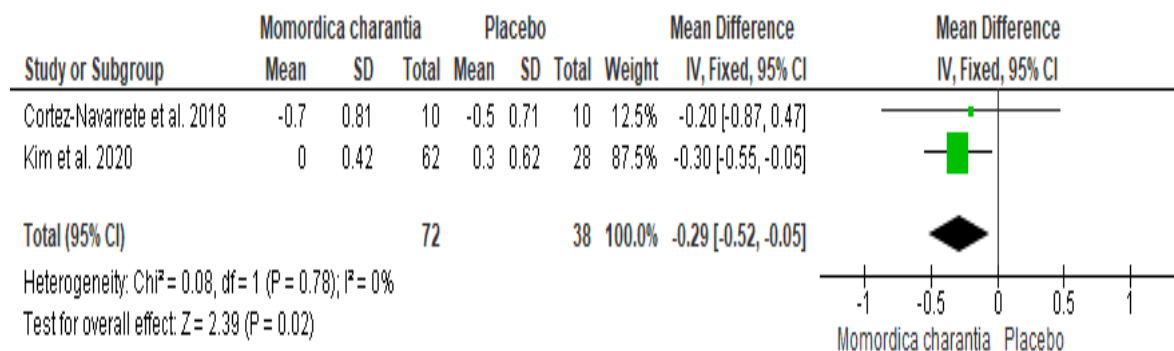 Momordica charantia Placebo Mean Difference Mean Difference
Study or Subgroup Mean SD Total Mean SD Total Weight IV, Fixed, 95% CI IV, Fixed, 95% CI
Cortez-Navarrete et al. 2018 -0.7 0.81 10 -0.5 0.71 10 12.5% -0.20 [-0.87, 0.47]
Kim et al. 2020 0 0.42 62 0.3 0.62 28 87.5% -0.30 [-0.55, -0.05]
Total (95% CI) 72 38 100.0% -0.29 [-0.52, -0.05]
Heterogeneity: Chi² = 0.08, df = 1 (P = 0.78); I² = 0%
Test for overall effect: Z = 2.39 (P = 0.02)
-1 -0.5 0 0.5 1
Momordica charantia Placebo